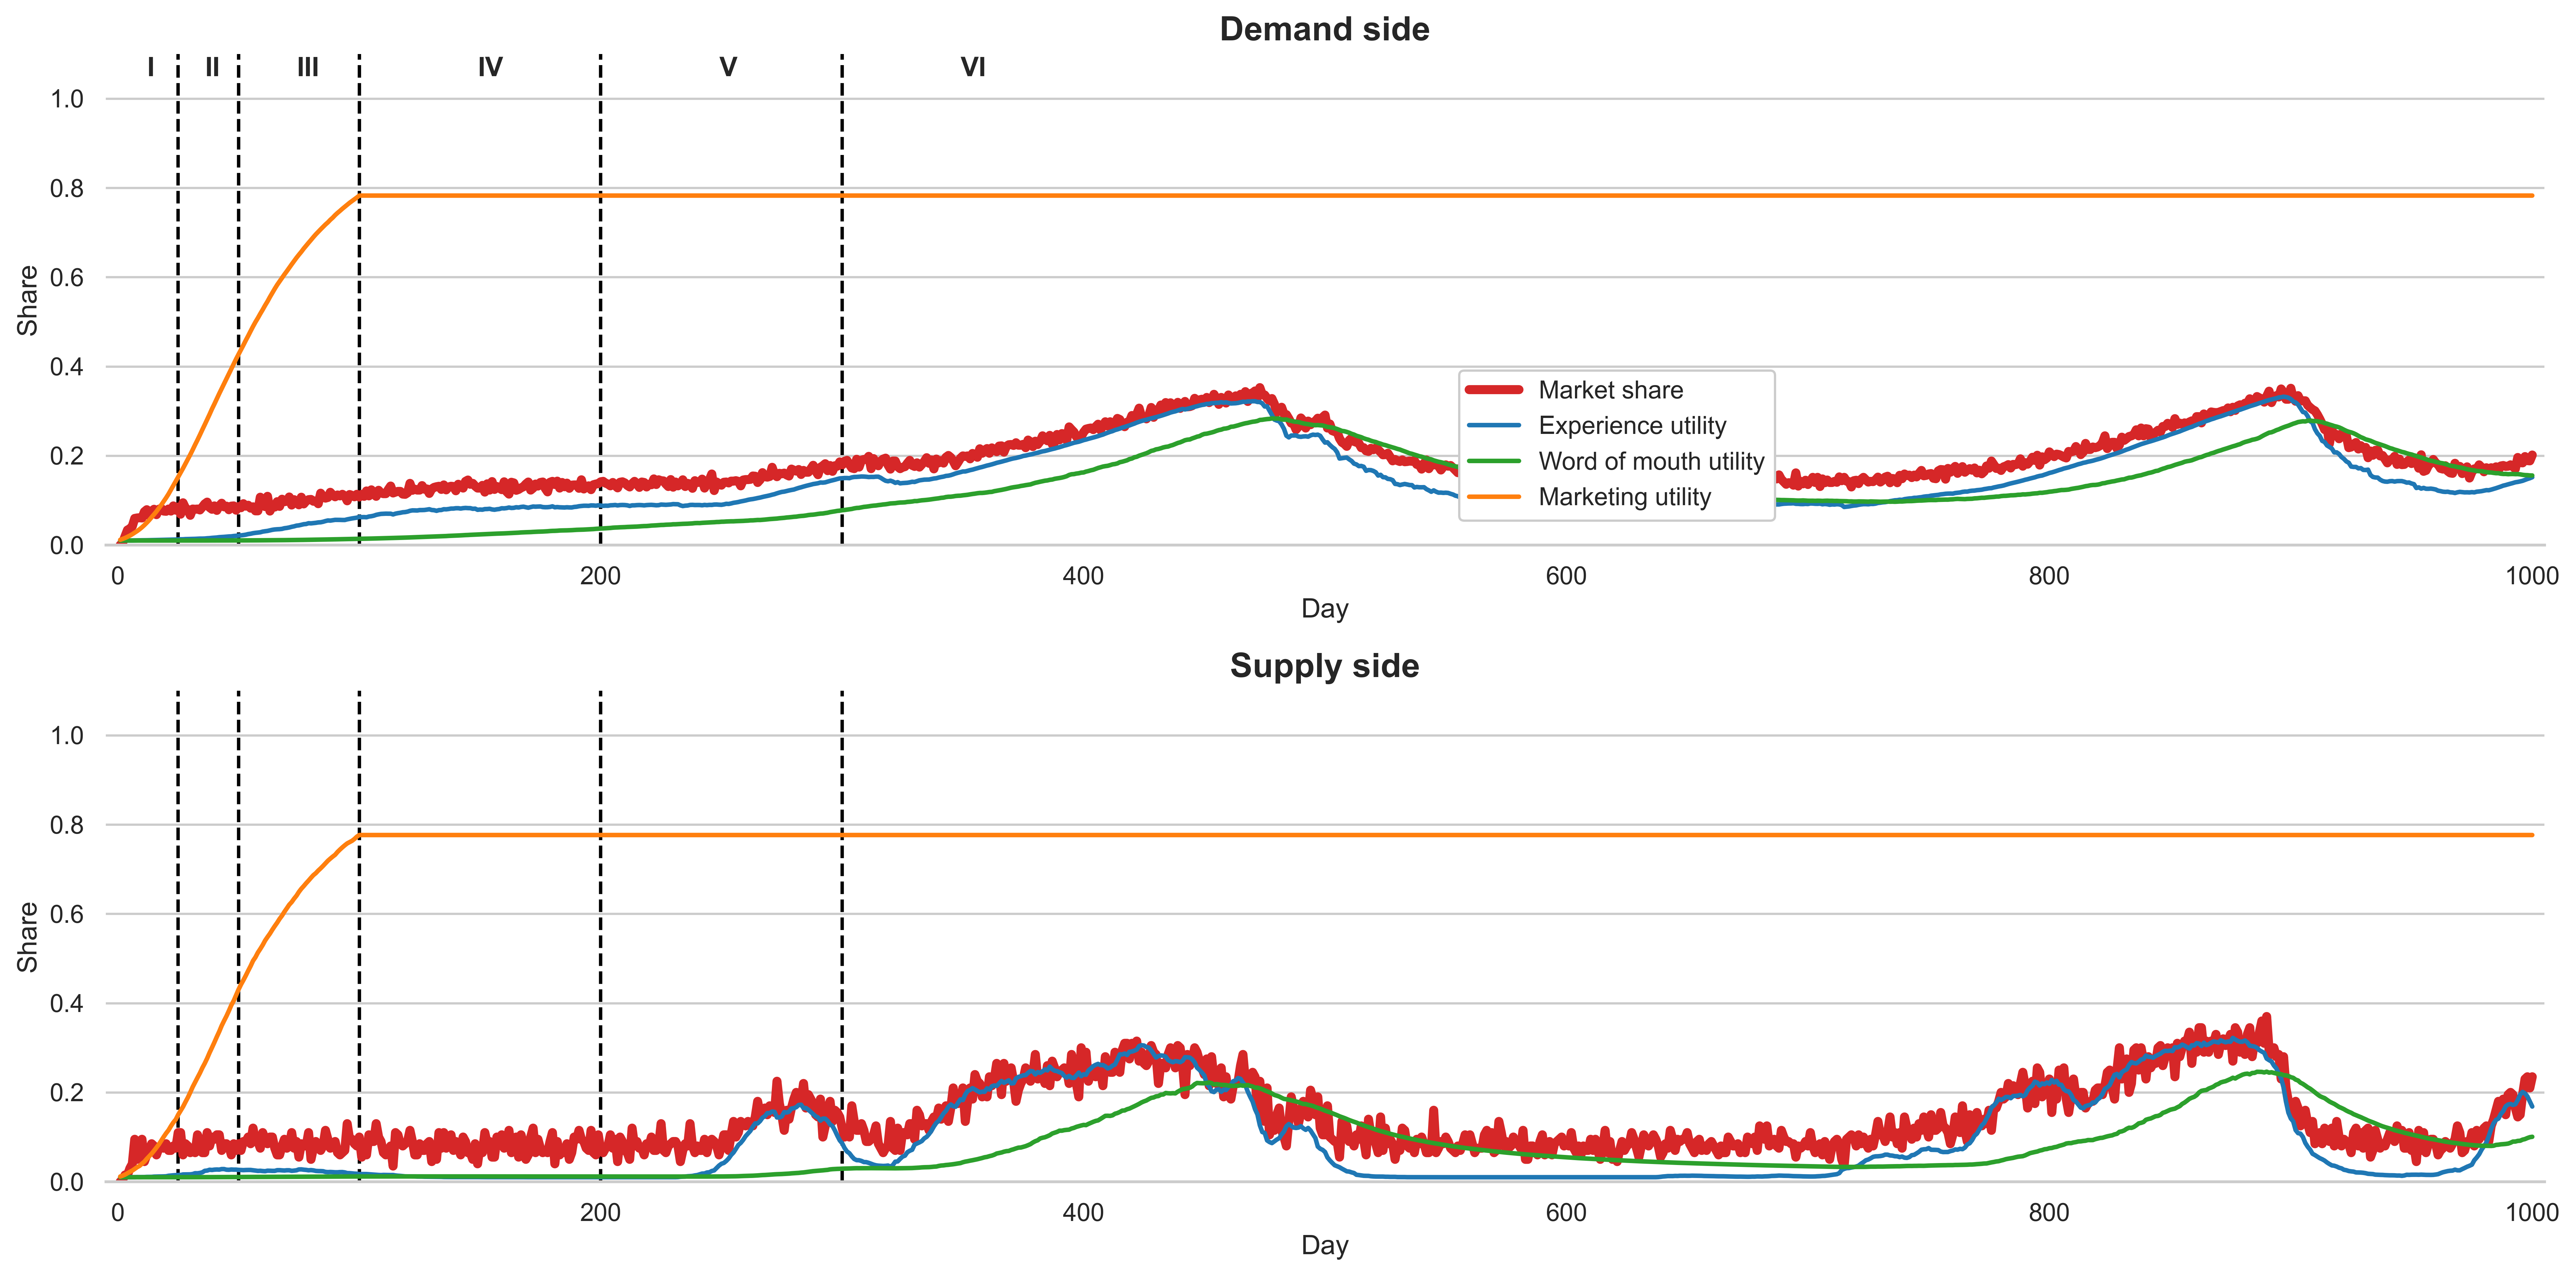 Demand side
I II III IV V VI
1.0
0.8
0.6
0.4
0.2
0.0
Share
Market share
Experience utility
Word of mouth utility
Marketing utility
0 200 400 600 800 1000
Day
Supply side
1.0
0.8
0.6
0.4
0.2
0.0
Share
0 200 400 600 800 1000
Day